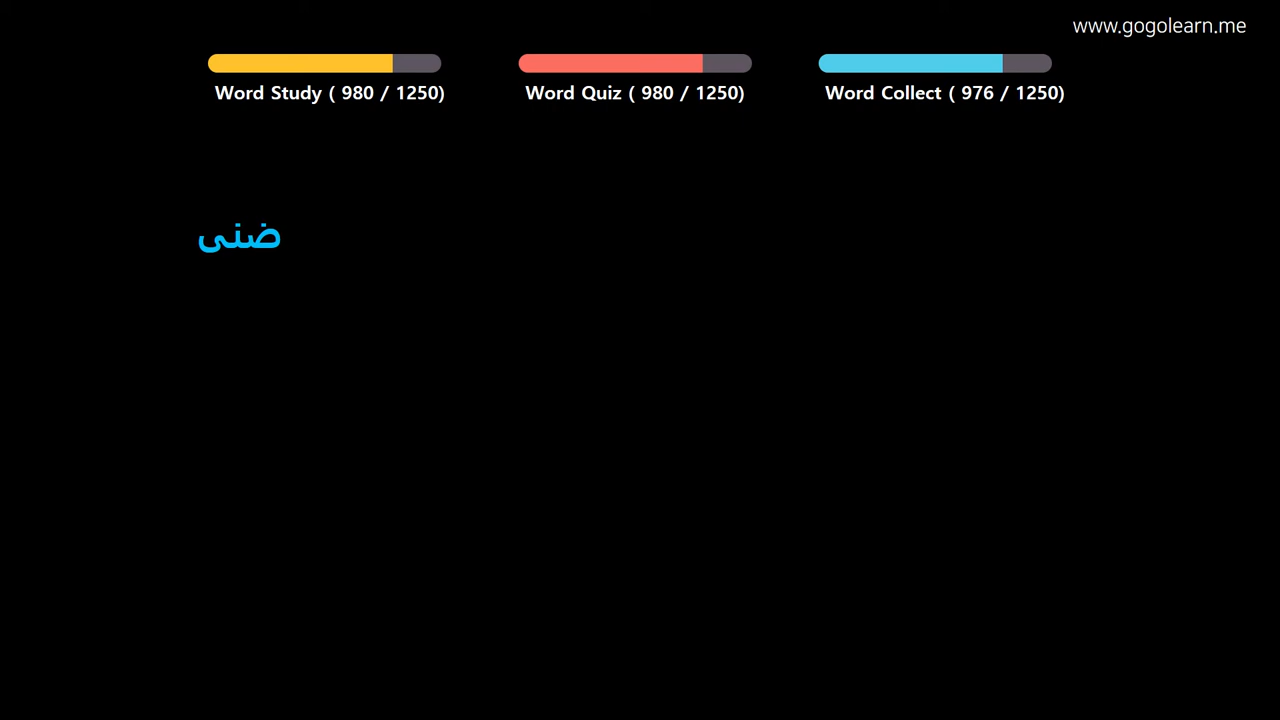 www.gogolearn.me
Word Study ( 980 / 1250)
Word Quiz ( 980 / 1250)
Word Collect ( 976 / 1250)
ضنى